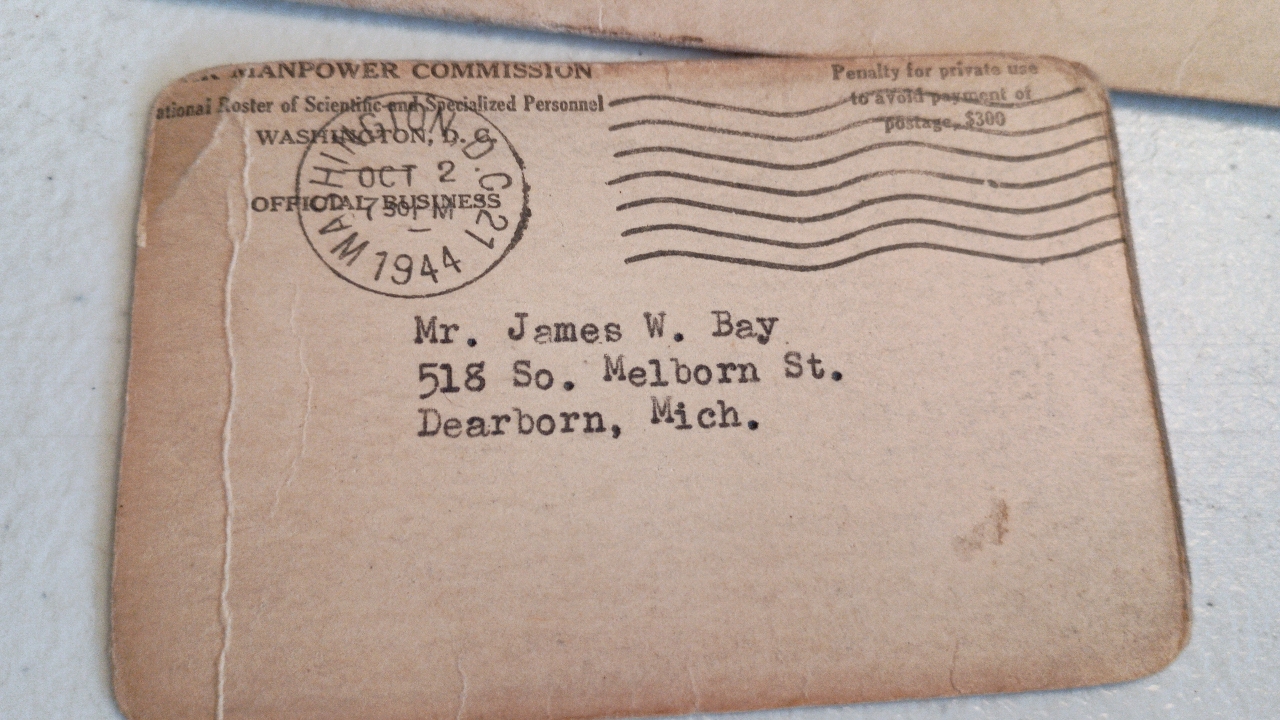 MANPOWER COMMISSION
ational Roster of Scientific and Specialized Personnel
WASHINGTON, D. C.
OFFICIAL BUSINESS
Penalty for private use
to avoid payment of
postage, $300
WASHINGTON, D.C. 21
OCT 2
7 30 PM
1944
Mr. James W. Bay
518 So. Melborn St.
Dearborn, Mich.